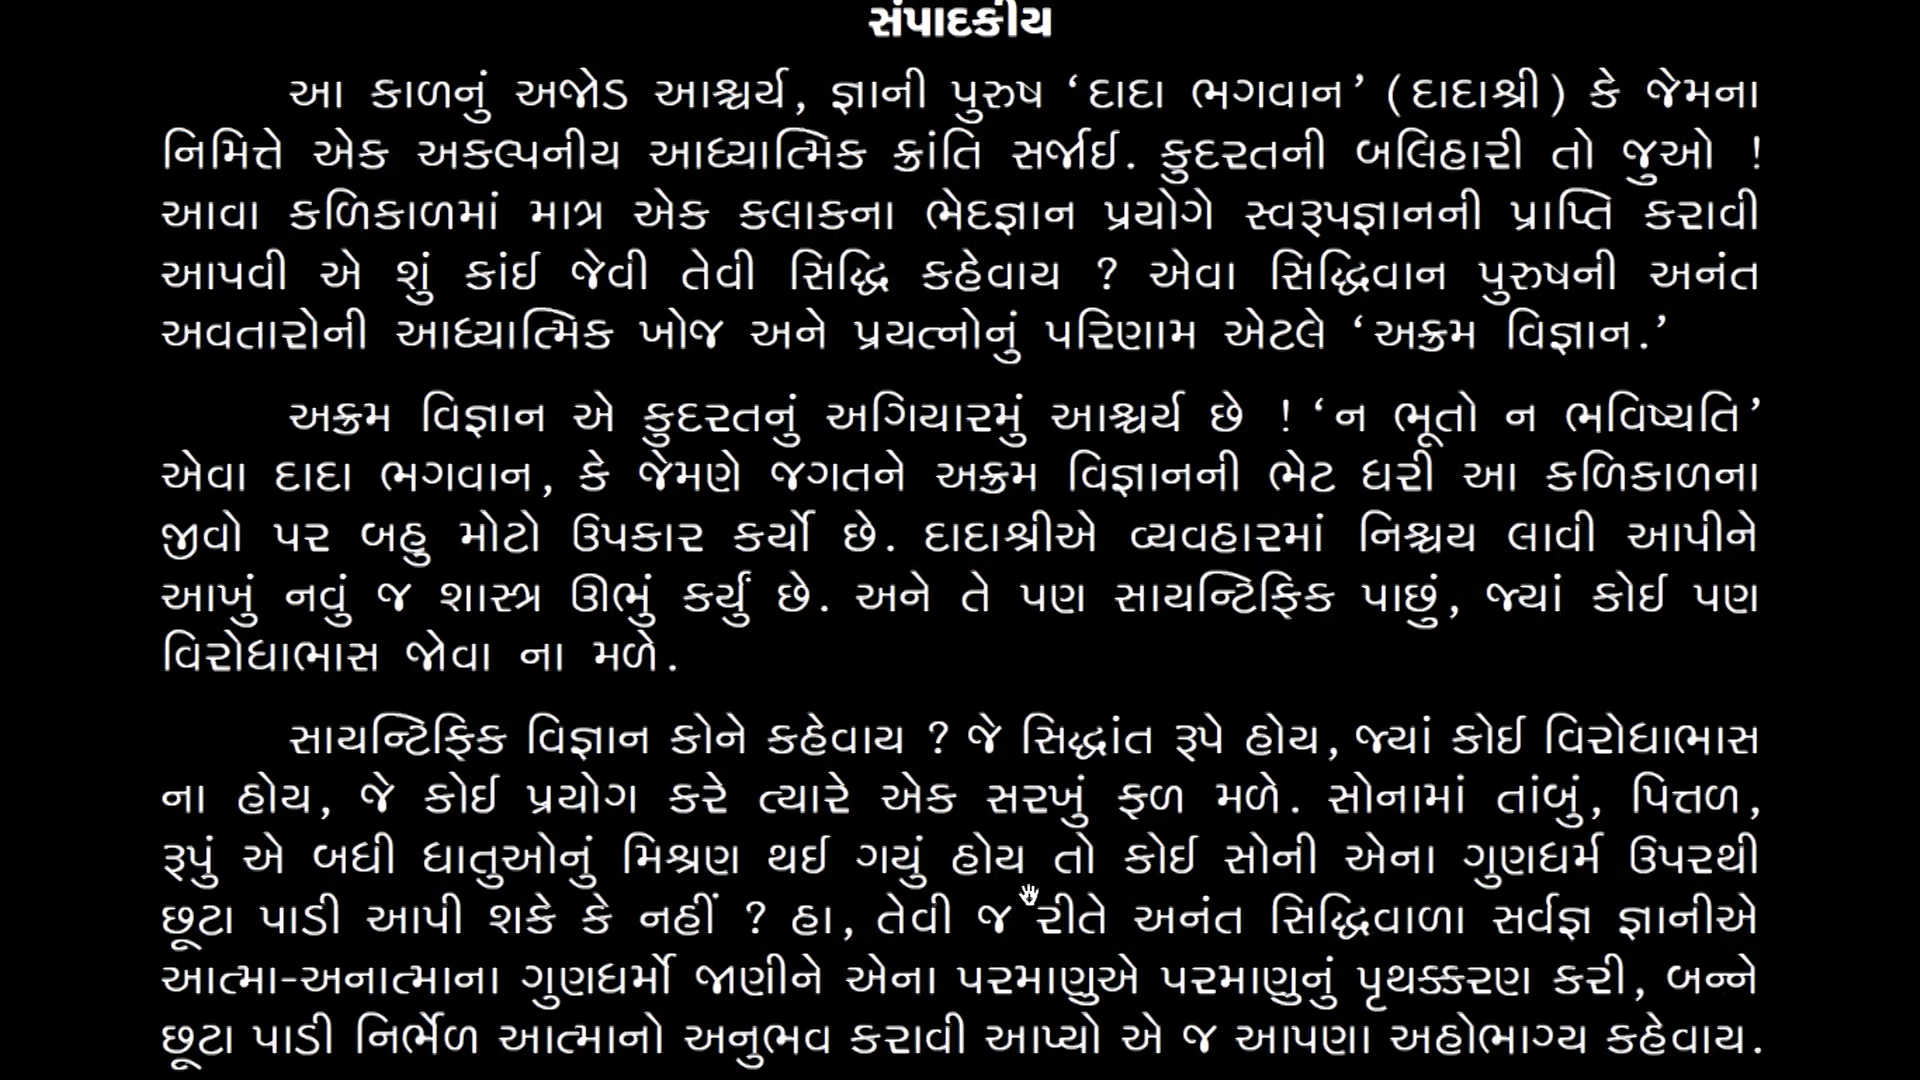 સંપાદકીય
આ કાળનું અજોડ આશ્ચર્ય, જ્ઞાની પુરુષ ‘દાદા ભગવાન’ (દાદાશ્રી) કે જેમના
નિમિત્તે એક અકલ્પનીય આધ્યાત્મિક ક્રાંતિ સર્જાઈ. કુદરતની બલિહારી તો જુઓ !
આવા કળિકાળમાં માત્ર એક કલાકના ભેદજ્ઞાન પ્રયોગે સ્વરૂપજ્ઞાનની પ્રાપ્તિ કરાવી
આપવી એ શું કાંઈ જેવી તેવી સિદ્ધિ કહેવાય ? એવા સિદ્ધિવાન પુરુષની અનંત
અવતારોની આધ્યાત્મિક ખોજ અને પ્રયત્નોનું પરિણામ એટલે ‘અક્રમ વિજ્ઞાન.’
અક્રમ વિજ્ઞાન એ કુદરતનું અગિયારમું આશ્ચર્ય છે ! ‘ન ભૂતો ન ભવિષ્યતિ’
એવા દાદા ભગવાન, કે જેમણે જગતને અક્રમ વિજ્ઞાનની ભેટ ધરી આ કળિકાળના
જીવો પર બહુ મોટો ઉપકાર કર્યો છે. દાદાશ્રીએ વ્યવહારમાં નિશ્ચય લાવી આપીને
આખું નવું જ શાસ્ત્ર ઊભું કર્યું છે. અને તે પણ સાયન્ટિફિક પાછું, જ્યાં કોઈ પણ
વિરોધાભાસ જોવા ના મળે.
સાયન્ટિફિક વિજ્ઞાન કોને કહેવાય ? જે સિદ્ધાંત રૂપે હોય, જ્યાં કોઈ વિરોધાભાસ
ના હોય, જે કોઈ પ્રયોગ કરે ત્યારે એક સરખું ફળ મળે. સોનામાં તાંબું, પિત્તળ,
રૂપું એ બધી ધાતુઓનું મિશ્રણ થઈ ગયું હોય તો કોઈ સોની એના ગુણધર્મ ઉપરથી
છૂટા પાડી આપી શકે કે નહીં ? હા, તેવી જ રીતે અનંત સિદ્ધિવાળા સર્વજ્ઞ જ્ઞાનીએ
આત્મા-અનાત્માના ગુણધર્મો જાણીને એના પરમાણુએ પરમાણુનું પૃથક્કરણ કરી, બન્ને
છૂટા પાડી નિર્ભેળ આત્માનો અનુભવ કરાવી આપ્યો એ જ આપણા અહોભાગ્ય કહેવાય.